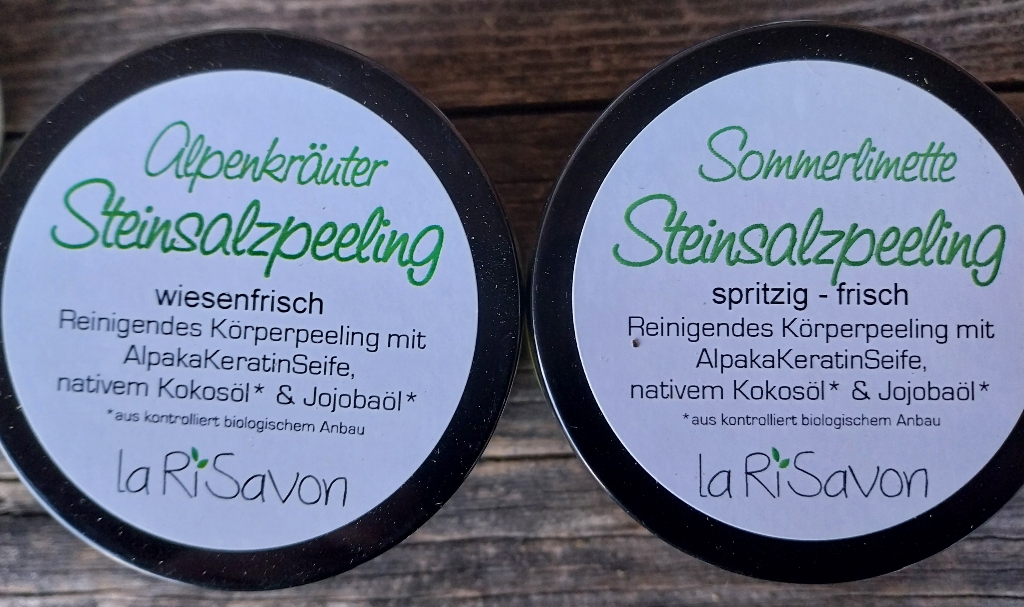 Alpenkräuter
Steinsalzpeeling
wiesenfrisch
Reinigendes Körperpeeling mit
AlpakaKeratinSeife,
nativem Kokosöl* & Jojobaöl*
*aus kontrolliert biologischem Anbau
la RiSavon
Sommerlimette
Steinsalzpeeling
spritzig - frisch
Reinigendes Körperpeeling mit
AlpakaKeratinSeife,
nativem Kokosöl* & Jojobaöl*
*aus kontrolliert biologischem Anbau
la RiSavon